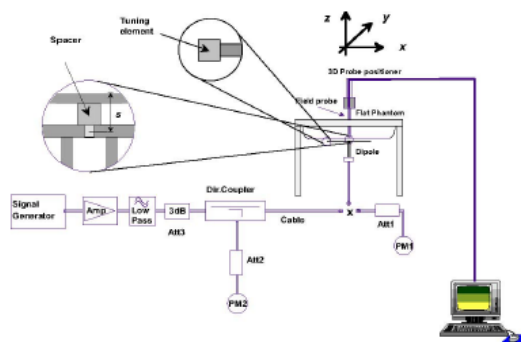 Tuning
element
Spacer
s
z
y
x
3D Probe positioner
Field probe
Flat Phantom
Dipole
Signal
Generator
Amp
Low
Pass
3dB
Att3
Dir.Coupler
Cable
x
Att1
PM1
Att2
PM2